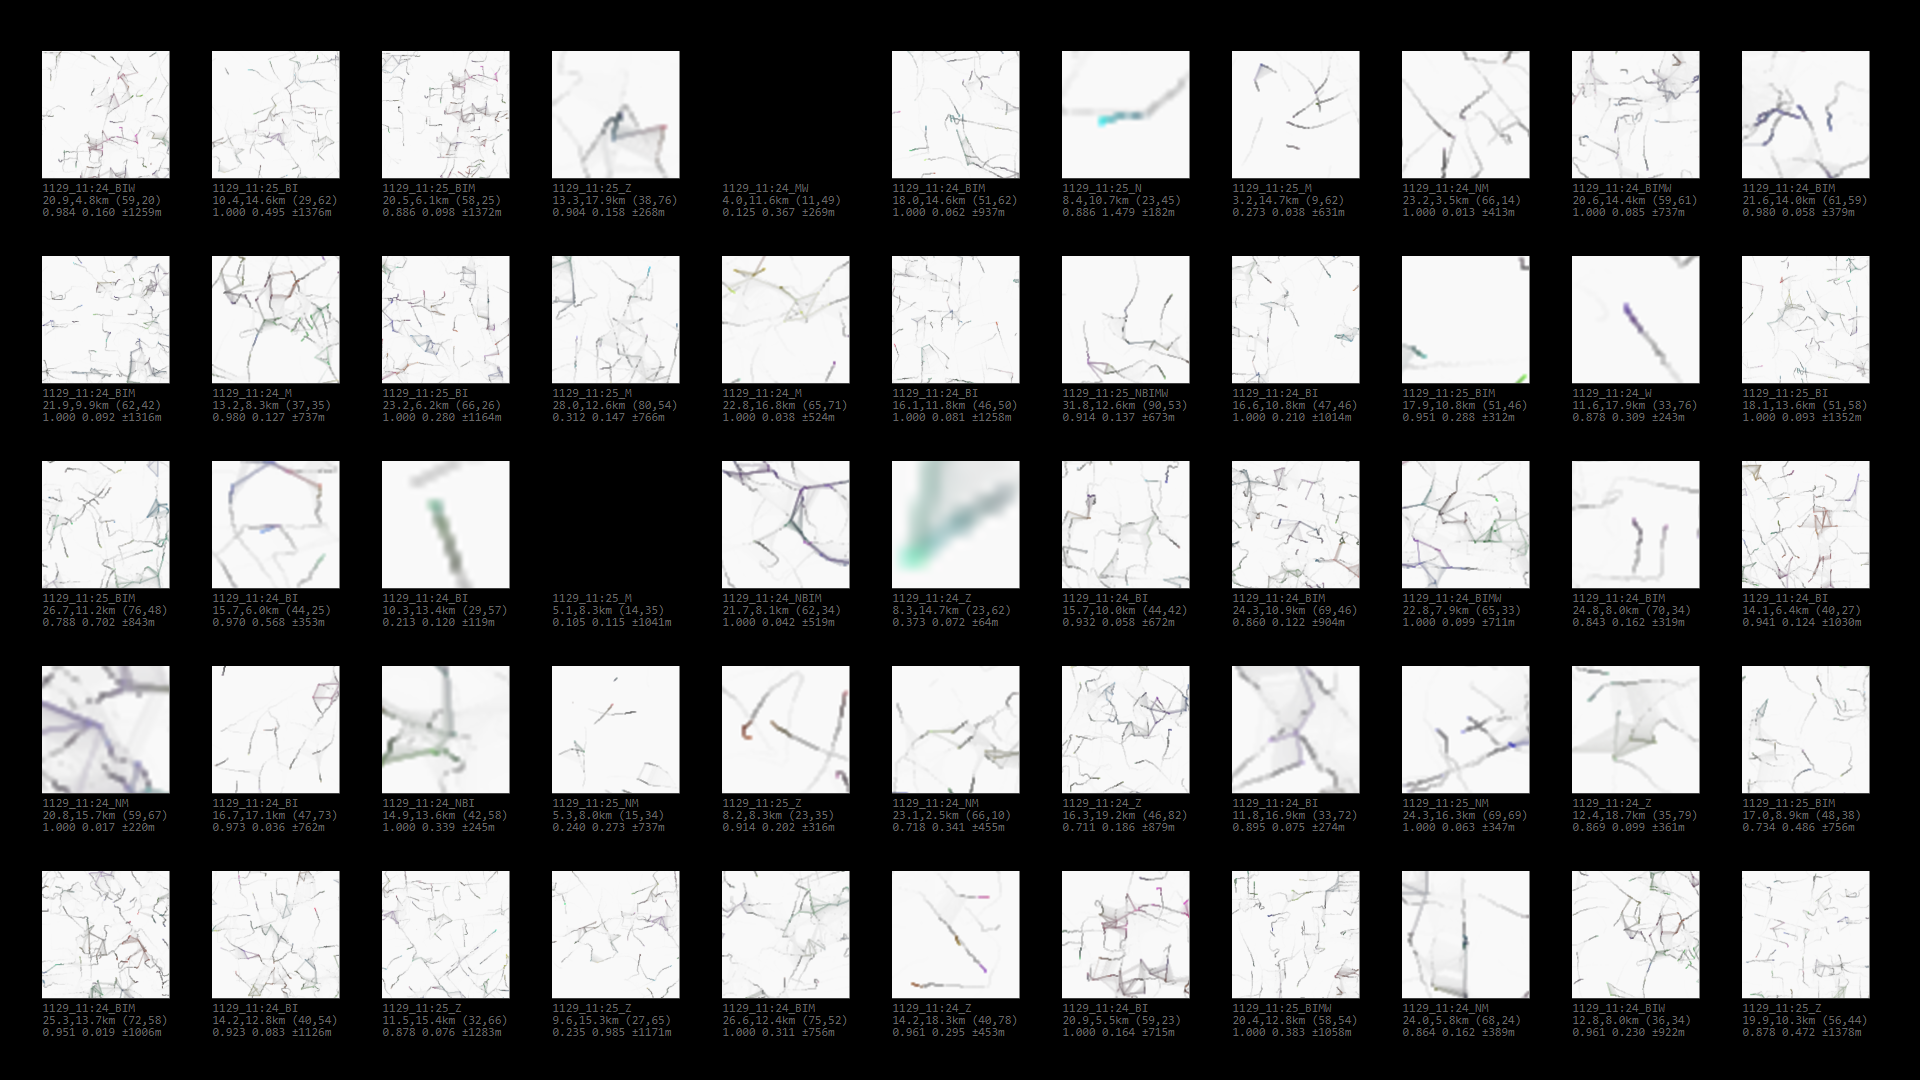 1129_11:24_BIW
20.9,4.8km (59,20)
0.984 0.160 ±1259m
1129_11:25_BI
10.4,14.6km (29,62)
1.000 0.495 ±1376m
1129_11:25_BIM
20.5,6.1km (58,25)
0.886 0.098 ±1372m
1129_11:25_Z
13.3,17.9km (38,76)
0.904 0.158 ±268m
1129_11:24_MW
4.0,11.6km (11,49)
0.125 0.367 ±269m
1129_11:24_BIM
18.0,14.6km (51,62)
1.000 0.062 ±937m
1129_11:25_N
8.4,10.7km (23,45)
0.886 1.479 ±182m
1129_11:25_M
3.2,14.7km (9,62)
0.273 0.038 ±631m
1129_11:24_NM
23.2,3.5km (66,14)
1.000 0.013 ±413m
1129_11:24_BIMW
20.6,14.4km (59,61)
1.000 0.085 ±737m
1129_11:24_BIM
21.6,14.0km (61,59)
0.980 0.058 ±379m
1129_11:24_BIM
21.9,9.9km (62,42)
1.000 0.092 ±1316m
1129_11:24_M
13.2,8.3km (37,35)
0.980 0.127 ±737m
1129_11:25_BI
23.2,6.2km (66,26)
1.000 0.280 ±1164m
1129_11:25_M
28.0,12.6km (80,54)
0.312 0.147 ±766m
1129_11:24_M
22.8,16.8km (65,71)
1.000 0.038 ±524m
1129_11:24_BI
16.1,11.8km (46,50)
1.000 0.081 ±1258m
1129_11:25_NBIMW
31.8,12.6km (90,53)
0.914 0.137 ±673m
1129_11:24_BI
16.6,10.8km (47,46)
1.000 0.210 ±1014m
1129_11:25_BIM
17.9,10.8km (51,46)
0.951 0.288 ±312m
1129_11:24_W
11.6,17.9km (33,76)
0.878 0.309 ±243m
1129_11:25_BI
18.1,13.6km (51,58)
1.000 0.093 ±1352m
1129_11:25_BIM
26.7,11.2km (76,48)
0.788 0.702 ±843m
1129_11:24_BI
15.7,6.0km (44,25)
0.970 0.568 ±353m
1129_11:24_BI
10.3,13.4km (29,57)
0.213 0.120 ±119m
1129_11:25_M
5.1,8.3km (14,35)
0.105 0.115 ±1041m
1129_11:24_NBIM
21.7,8.1km (62,34)
1.000 0.042 ±519m
1129_11:24_Z
8.3,14.7km (23,62)
0.373 0.072 ±64m
1129_11:24_BI
15.7,10.0km (44,42)
0.932 0.058 ±672m
1129_11:24_BIM
24.3,10.9km (69,46)
0.860 0.122 ±904m
1129_11:24_BIMW
22.8,7.9km (65,33)
1.000 0.099 ±711m
1129_11:24_BIM
24.8,8.0km (70,34)
0.843 0.162 ±319m
1129_11:24_BI
14.1,6.4km (40,27)
0.941 0.124 ±1030m
1129_11:24_NM
20.8,15.7km (59,67)
1.000 0.017 ±220m
1129_11:24_BI
16.7,17.1km (47,73)
0.973 0.036 ±762m
1129_11:24_NBI
14.9,13.6km (42,58)
1.000 0.339 ±245m
1129_11:25_NM
5.3,8.0km (15,34)
0.240 0.273 ±737m
1129_11:25_Z
8.2,8.3km (23,35)
0.914 0.202 ±316m
1129_11:24_NM
23.1,2.5km (66,10)
0.718 0.341 ±455m
1129_11:24_Z
16.3,19.2km (46,82)
0.711 0.186 ±879m
1129_11:24_BI
11.8,16.9km (33,72)
0.895 0.075 ±274m
1129_11:25_NM
24.3,16.3km (69,69)
1.000 0.063 ±347m
1129_11:24_Z
12.4,18.7km (35,79)
0.869 0.099 ±361m
1129_11:25_BIM
17.0,8.9km (48,38)
0.734 0.486 ±756m
1129_11:24_BIM
25.3,13.7km (72,58)
0.951 0.019 ±1006m
1129_11:24_BI
14.2,12.8km (40,54)
0.923 0.083 ±1126m
1129_11:25_Z
11.5,15.4km (32,66)
0.878 0.076 ±1283m
1129_11:25_Z
9.6,15.3km (27,65)
0.235 0.985 ±1171m
1129_11:24_BIM
26.6,12.4km (75,52)
1.000 0.311 ±756m
1129_11:24_Z
14.2,18.3km (40,78)
0.961 0.295 ±453m
1129_11:24_BI
20.9,5.5km (59,23)
1.000 0.164 ±715m
1129_11:25_BIMW
20.4,12.8km (58,54)
1.000 0.383 ±1058m
1129_11:24_NM
24.0,5.8km (68,24)
0.864 0.162 ±389m
1129_11:24_BIW
12.8,8.0km (36,34)
0.961 0.230 ±922m
1129_11:25_Z
19.9,10.3km (56,44)
0.878 0.472 ±1378m